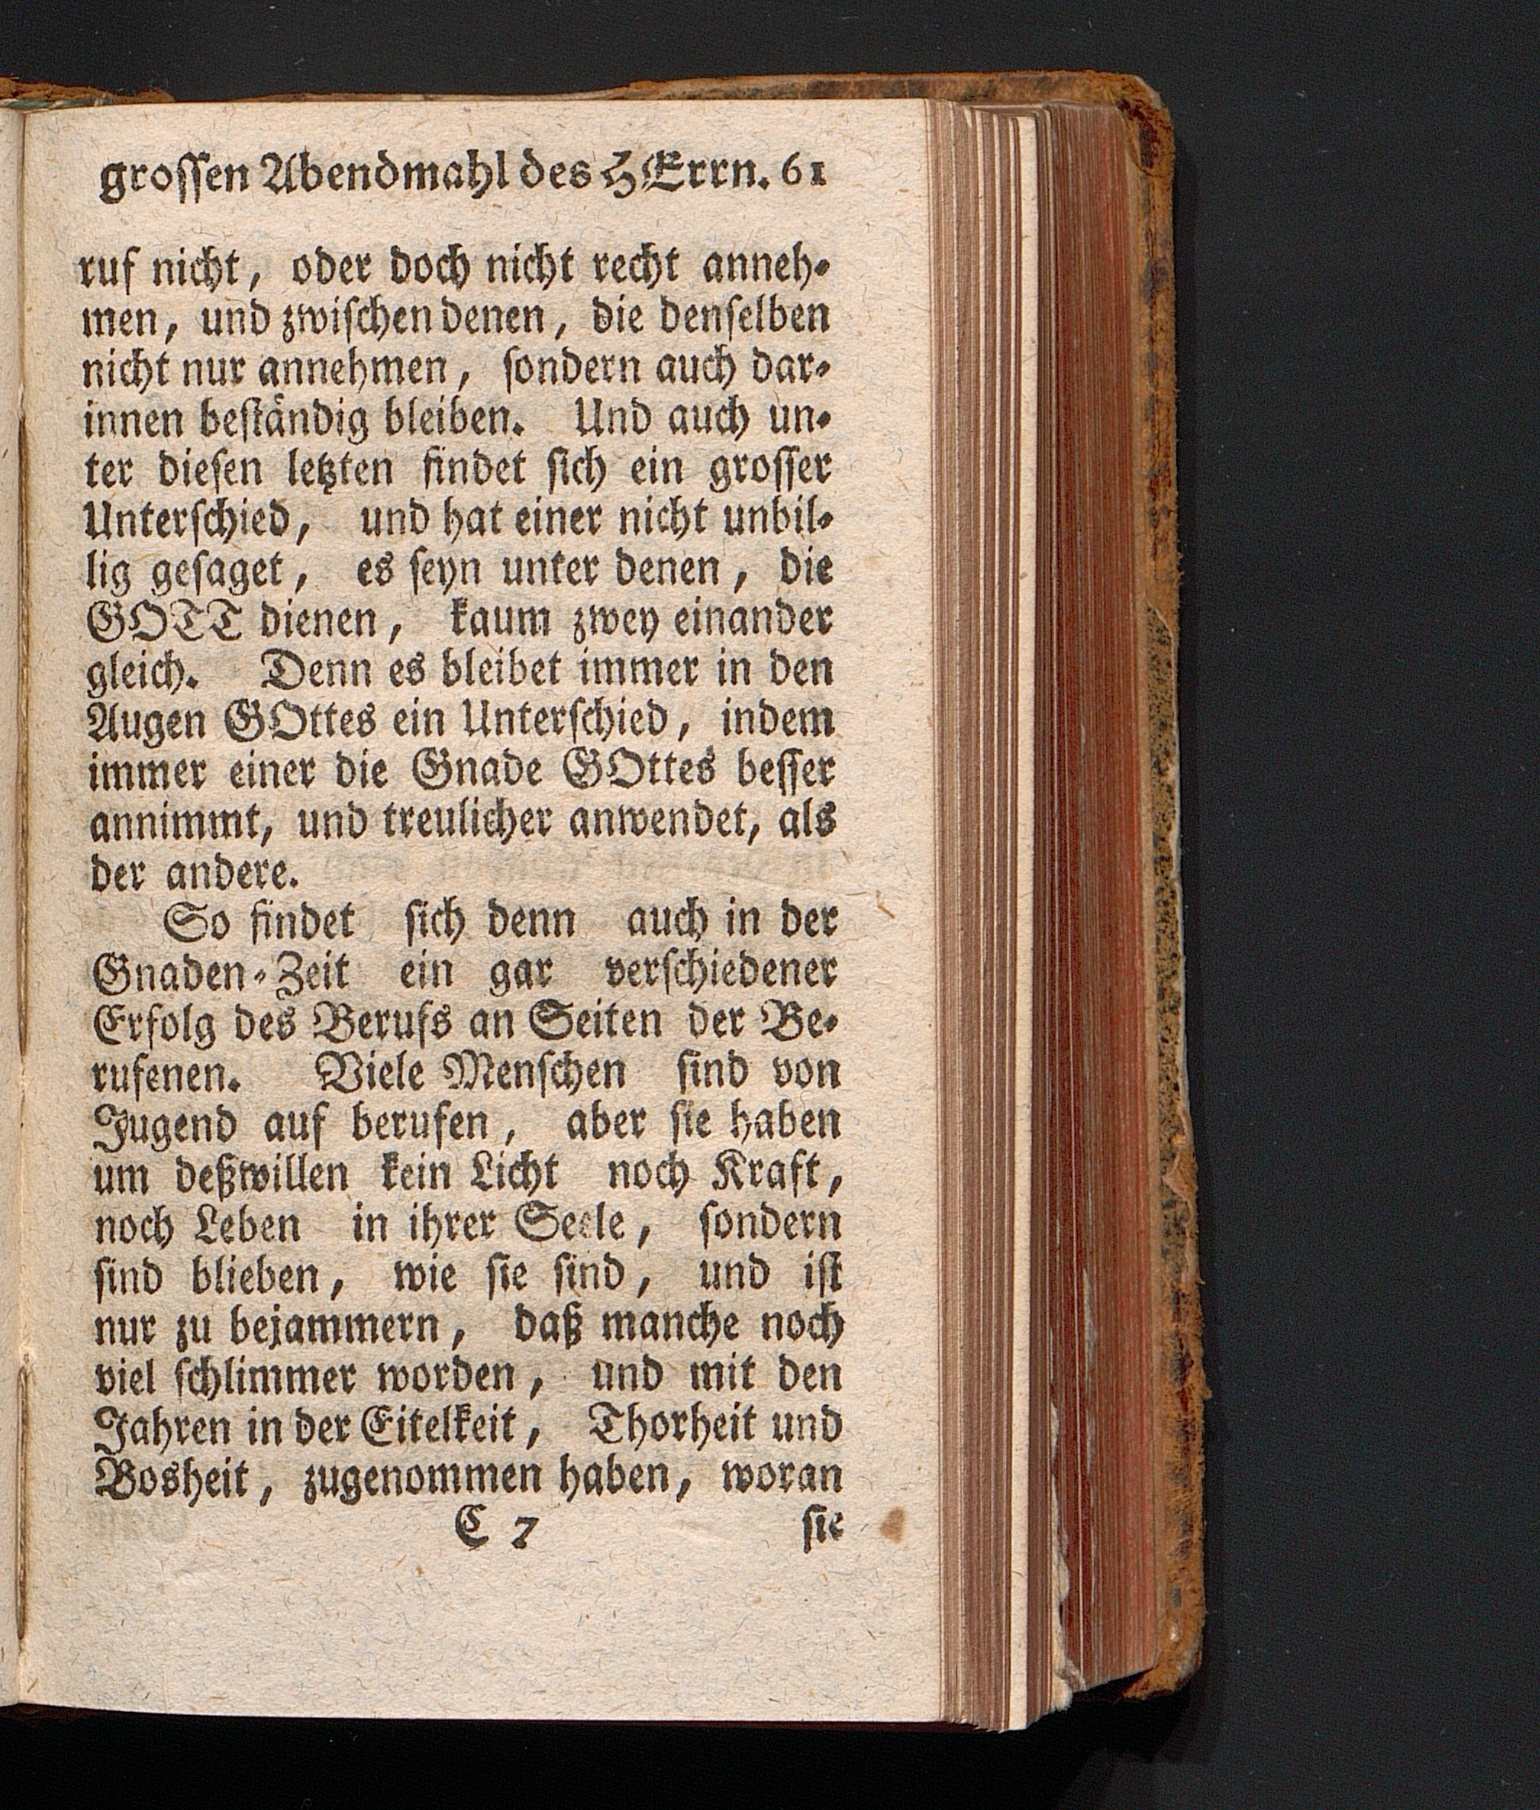 grossen Abendmahl des HErrn. 61
ruf nicht, oder doch nicht recht anneh-
men, und zwischen denen, die denselben
nicht nur annehmen, sondern auch dar-
innen beständig bleiben. Und auch un-
ter diesen letzten findet sich ein grosser
Unterschied, und hat einer nicht unbil-
lig gesaget, es seyn unter denen, die
GOTT dienen, kaum zwey einander
gleich. Denn es bleibet immer in den
Augen GOttes ein Unterschied, indem
immer einer die Gnade GOttes besser
annimmt, und treulicher anwendet, als
der andere.
So findet sich denn auch in der
Gnaden-Zeit ein gar verschiedener
Erfolg des Berufs an Seiten der Be-
rufenen. Viele Menschen sind von
Jugend auf berufen, aber sie haben
um deßwillen kein Licht noch Kraft,
noch Leben in ihrer Seele, sondern
sind blieben, wie sie sind, und ist
nur zu bejammern, daß manche noch
viel schlimmer worden, und mit den
Jahren in der Eitelkeit, Thorheit und
Bosheit, zugenommen haben, woran
C 7 sie